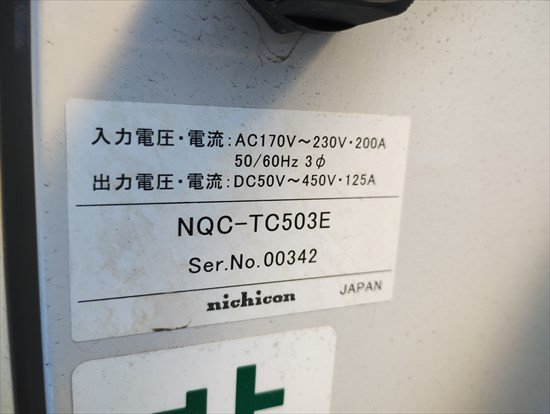 入力電圧・電流:AC170V～230V・200A
50/60Hz 3φ
出力電圧・電流:DC50V～450V・125A
NQC-TC503E
Ser.No.00342
nichicon JAPAN